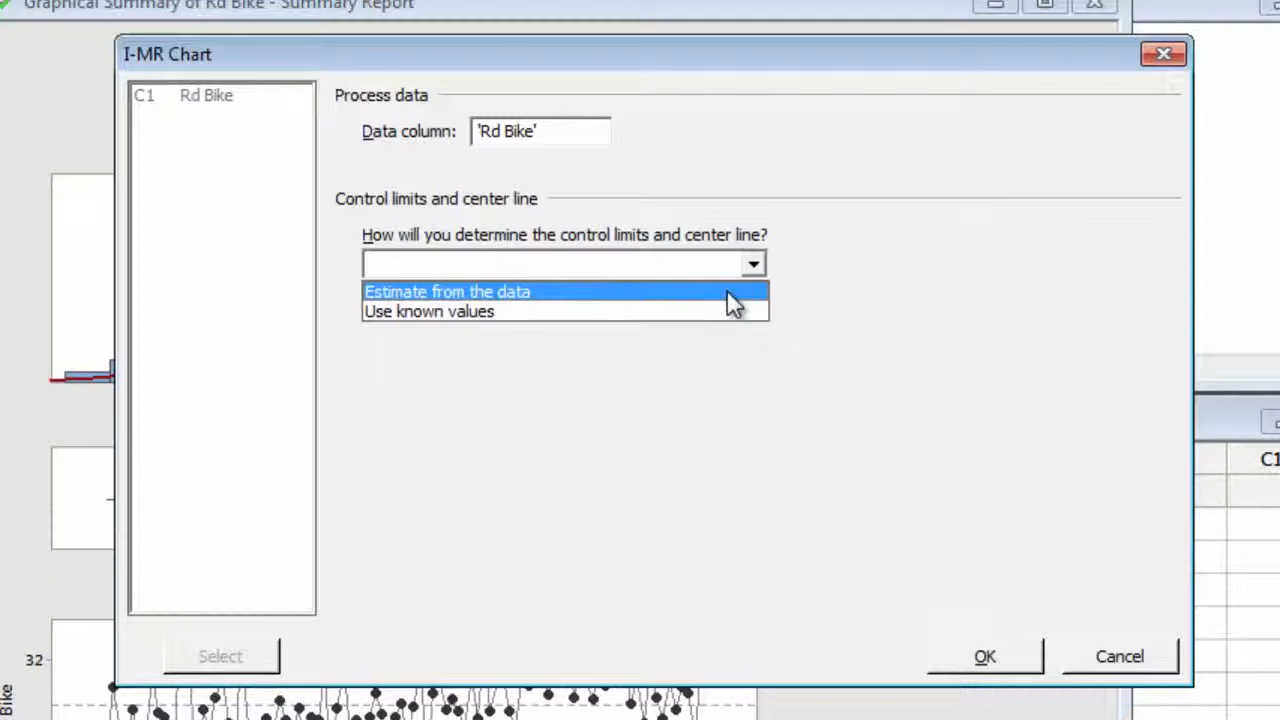 Graphical Summary of Rd Bike - Summary Report
I-MR Chart
C1 Rd Bike
Process data
Data column: 'Rd Bike'
Control limits and center line
How will you determine the control limits and center line?
Estimate from the data
Use known values
C1
Select
OK
Cancel
32
Bike